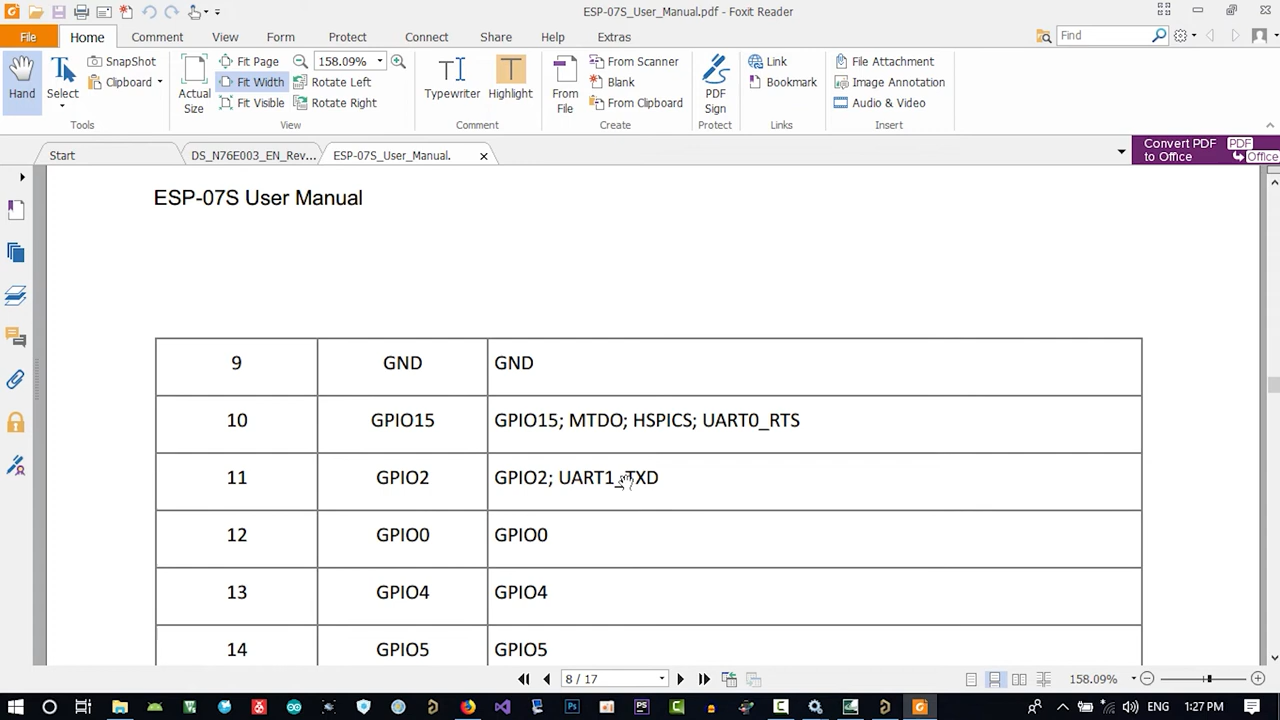 ESP-07S_User_Manual.pdf - Foxit Reader
File Home Comment View Form Protect Connect Share Help Extras Find
Hand
Select
SnapShot
Clipboard
Tools
Actual Size
Fit Page
Fit Width
Fit Visible
158.09%
Rotate Left
Rotate Right
View
Typewriter
Highlight
Comment
From File
From Scanner
Blank
From Clipboard
Create
PDF Sign
Protect
Link
Bookmark
Links
File Attachment
Image Annotation
Audio & Video
Insert
Start DS_N76E003_EN_Rev... ESP-07S_User_Manual.
Convert PDF to Office
PDF
Office
ESP-07S User Manual
9 GND GND
10 GPIO15 GPIO15; MTDO; HSPICS; UART0_RTS
11 GPIO2 GPIO2; UART1_TXD
12 GPIO0 GPIO0
13 GPIO4 GPIO4
14 GPIO5 GPIO5
8 / 17 158.09%
ENG 1:27 PM